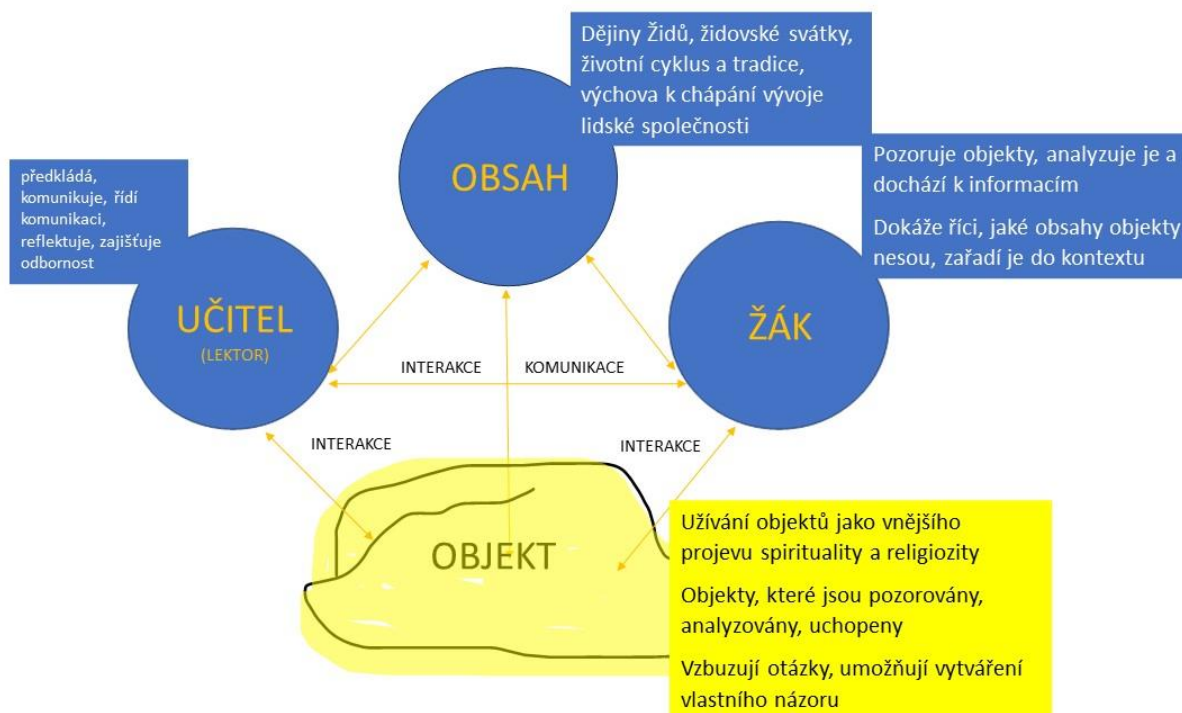 Dějiny Židů, židovské svátky,
životní cyklus a tradice,
výchova k chápání vývoje
lidské společnosti
OBSAH
Pozoruje objekty, analyzuje je a
dochází k informacím
Dokáže říci, jaké obsahy objekty
nesou, zařadí je do kontextu
předkládá,
komunikuje, řídí
komunikaci,
reflektuje, zajišťuje
odbornost
UČITEL
(LEKTOR)
ŽÁK
INTERAKCE
KOMUNIKACE
INTERAKCE
INTERAKCE
OBJEKT
Užívání objektů jako vnějšího
projevu spirituality a religiozity
Objekty, které jsou pozorovány,
analyzovány, uchopeny
Vzbuzují otázky, umožňují vytváření
vlastního názoru